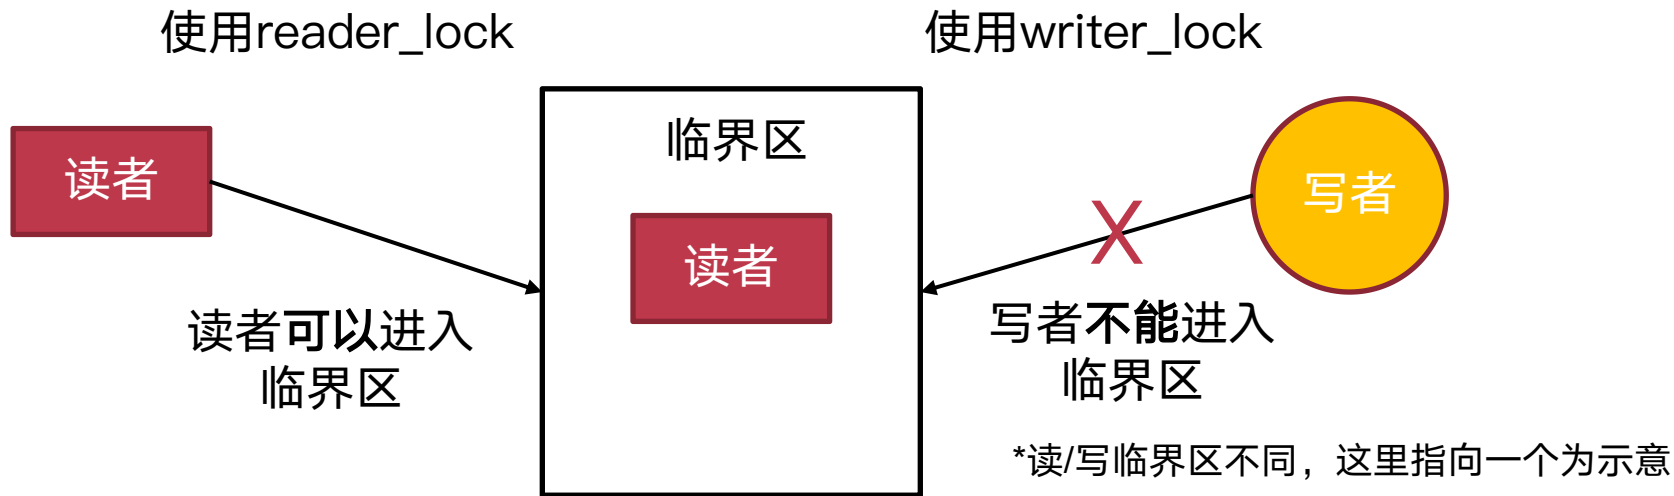 使用reader_lock
使用writer_lock
读者
临界区
读者
写者
X
读者可以进入
临界区
写者不能进入
临界区
*读/写临界区不同，这里指向一个为示意